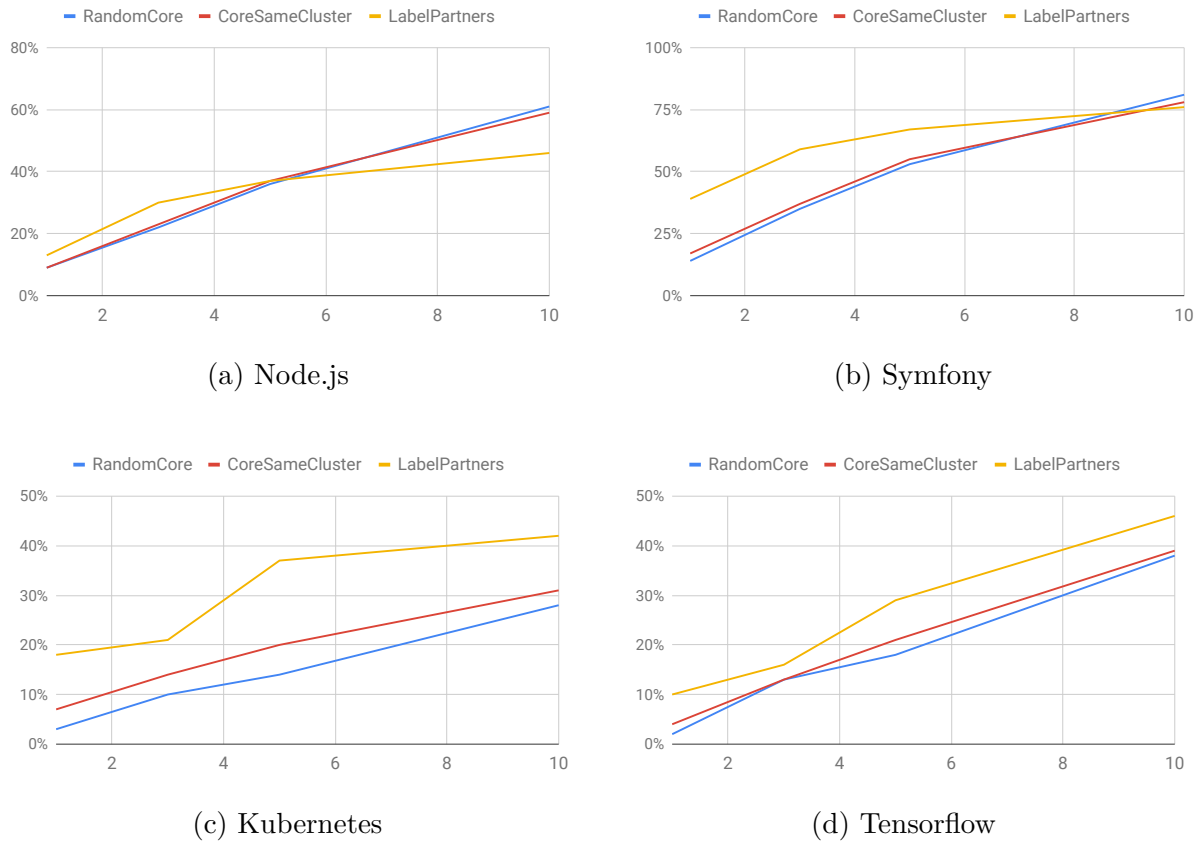 RandomCore CoreSameCluster LabelPartners
80%
60%
40%
20%
0%
2 4 6 8 10
(a) Node.js
RandomCore CoreSameCluster LabelPartners
100%
75%
50%
25%
0%
2 4 6 8 10
(b) Symfony
RandomCore CoreSameCluster LabelPartners
50%
40%
30%
20%
10%
0%
2 4 6 8 10
(c) Kubernetes
RandomCore CoreSameCluster LabelPartners
50%
40%
30%
20%
10%
0%
2 4 6 8 10
(d) Tensorflow